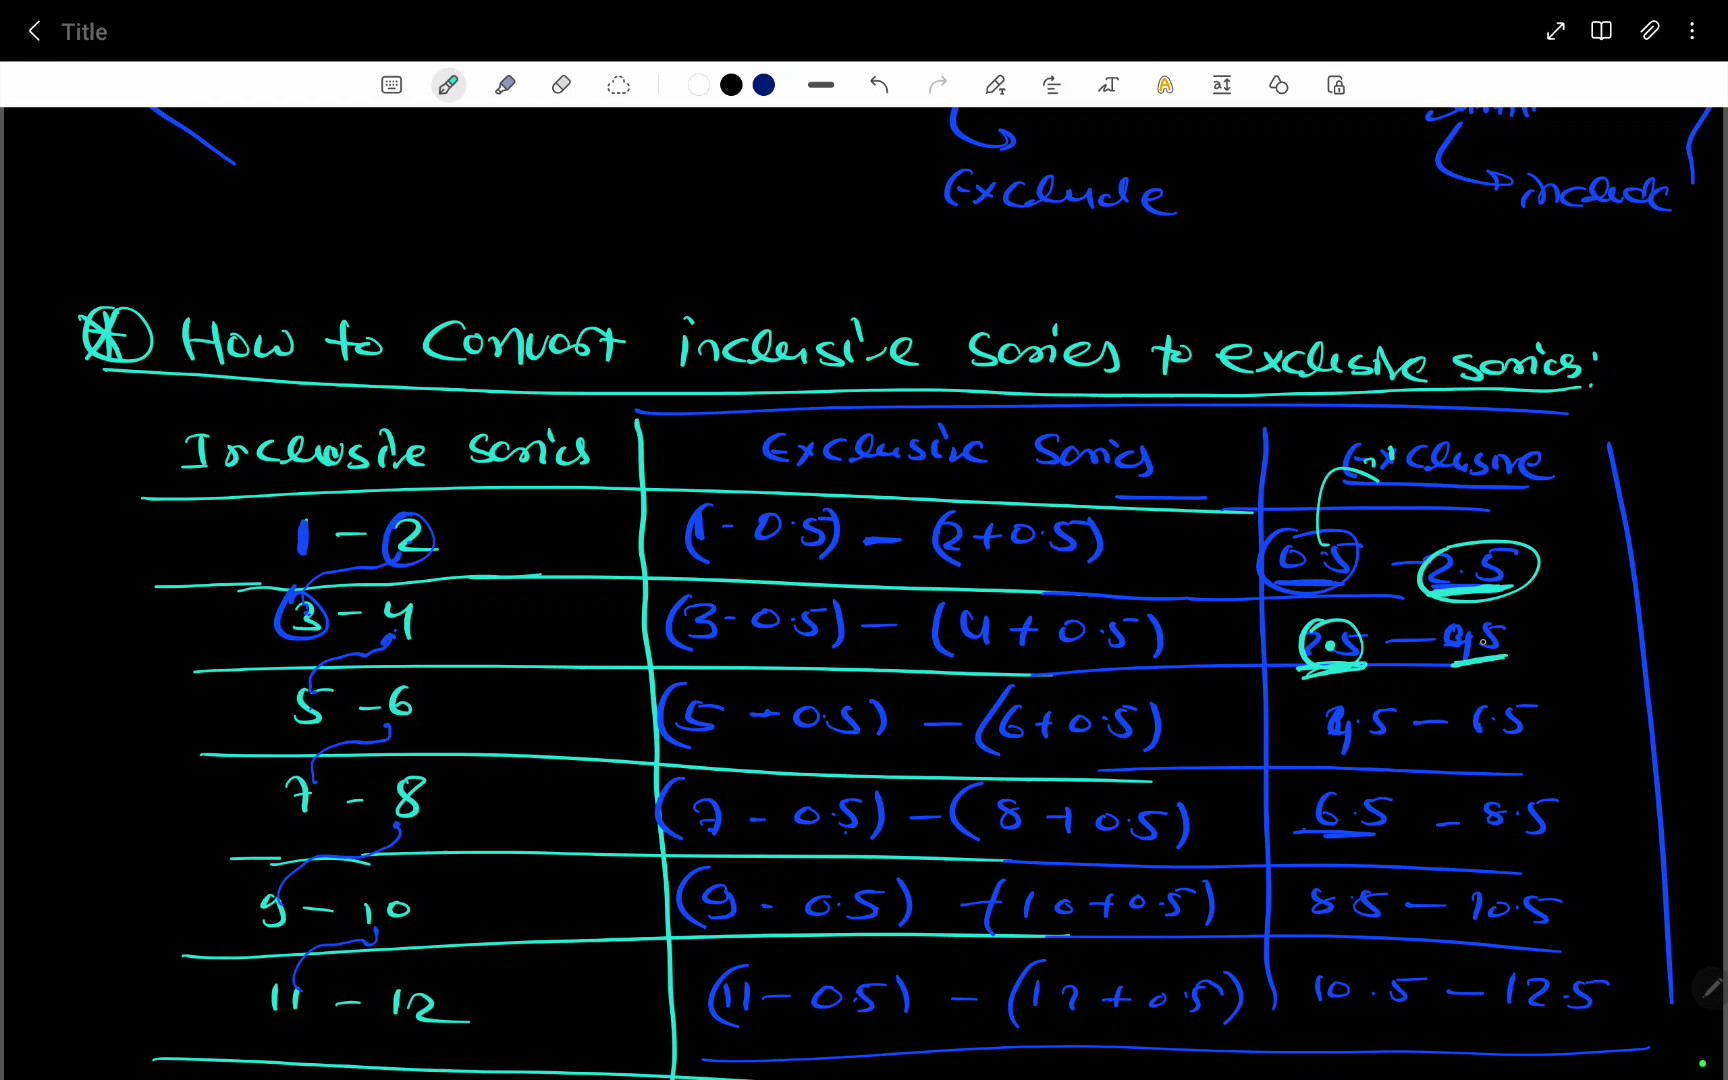 Title
Exclude
include
How to Convert inclusive series to exclusive series:
Inclusive series Exclusive Series Exclusive
1 - 2 (1 - 0.5) - (2 + 0.5) 0.5 - 2.5
3 - 4 (3 - 0.5) - (4 + 0.5) 2.5 - 4.5
5 - 6 (5 - 0.5) - (6 + 0.5) 4.5 - 6.5
7 - 8 (7 - 0.5) - (8 + 0.5) 6.5 - 8.5
9 - 10 (9 - 0.5) - (10 + 0.5) 8.5 - 10.5
11 - 12 (11 - 0.5) - (12 + 0.5) 10.5 - 12.5